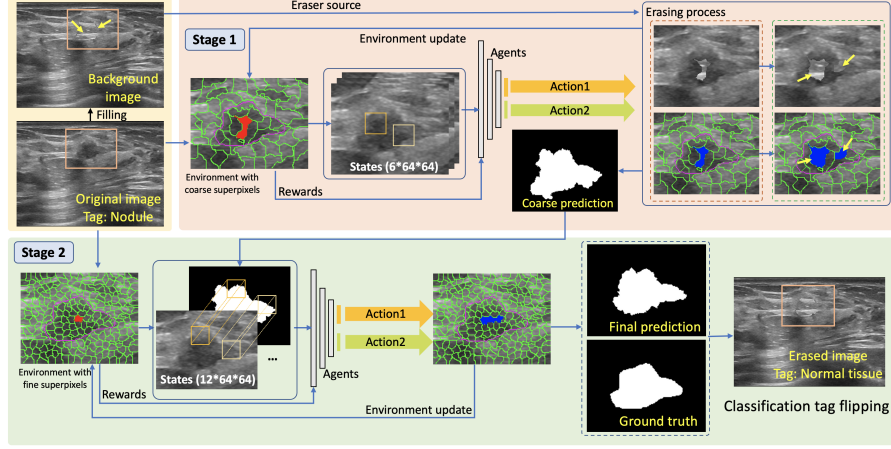 Eraser source
Erasing process
Stage 1
Environment update
Agents
Background
image
Action1
Action2
Filling
States (6*64*64)
Environment with
coarse superpixels
Rewards
Original image
Tag: Nodule
Coarse prediction
Stage 2
Action1
Final prediction
Action2
Erased image
Tag: Normal tissue
...
Environment with
fine superpixels
States (12*64*64)
Agents
Rewards
Environment update
Ground truth
Classification tag flipping